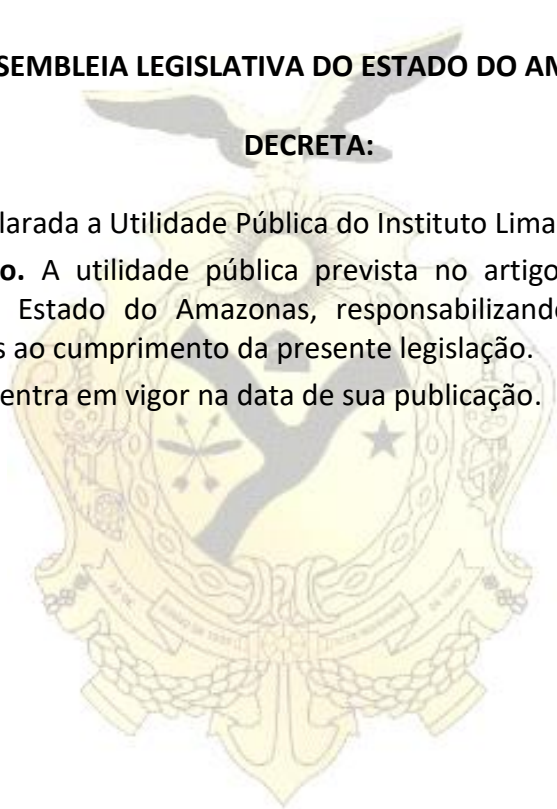 SEMBLEIA LEGISLATIVA DO ESTADO DO AM
DECRETA:
larada a Utilidade Pública do Instituto Lima
o. A utilidade pública prevista no artigo
Estado do Amazonas, responsabilizand
s ao cumprimento da presente legislação.
entra em vigor na data de sua publicação.